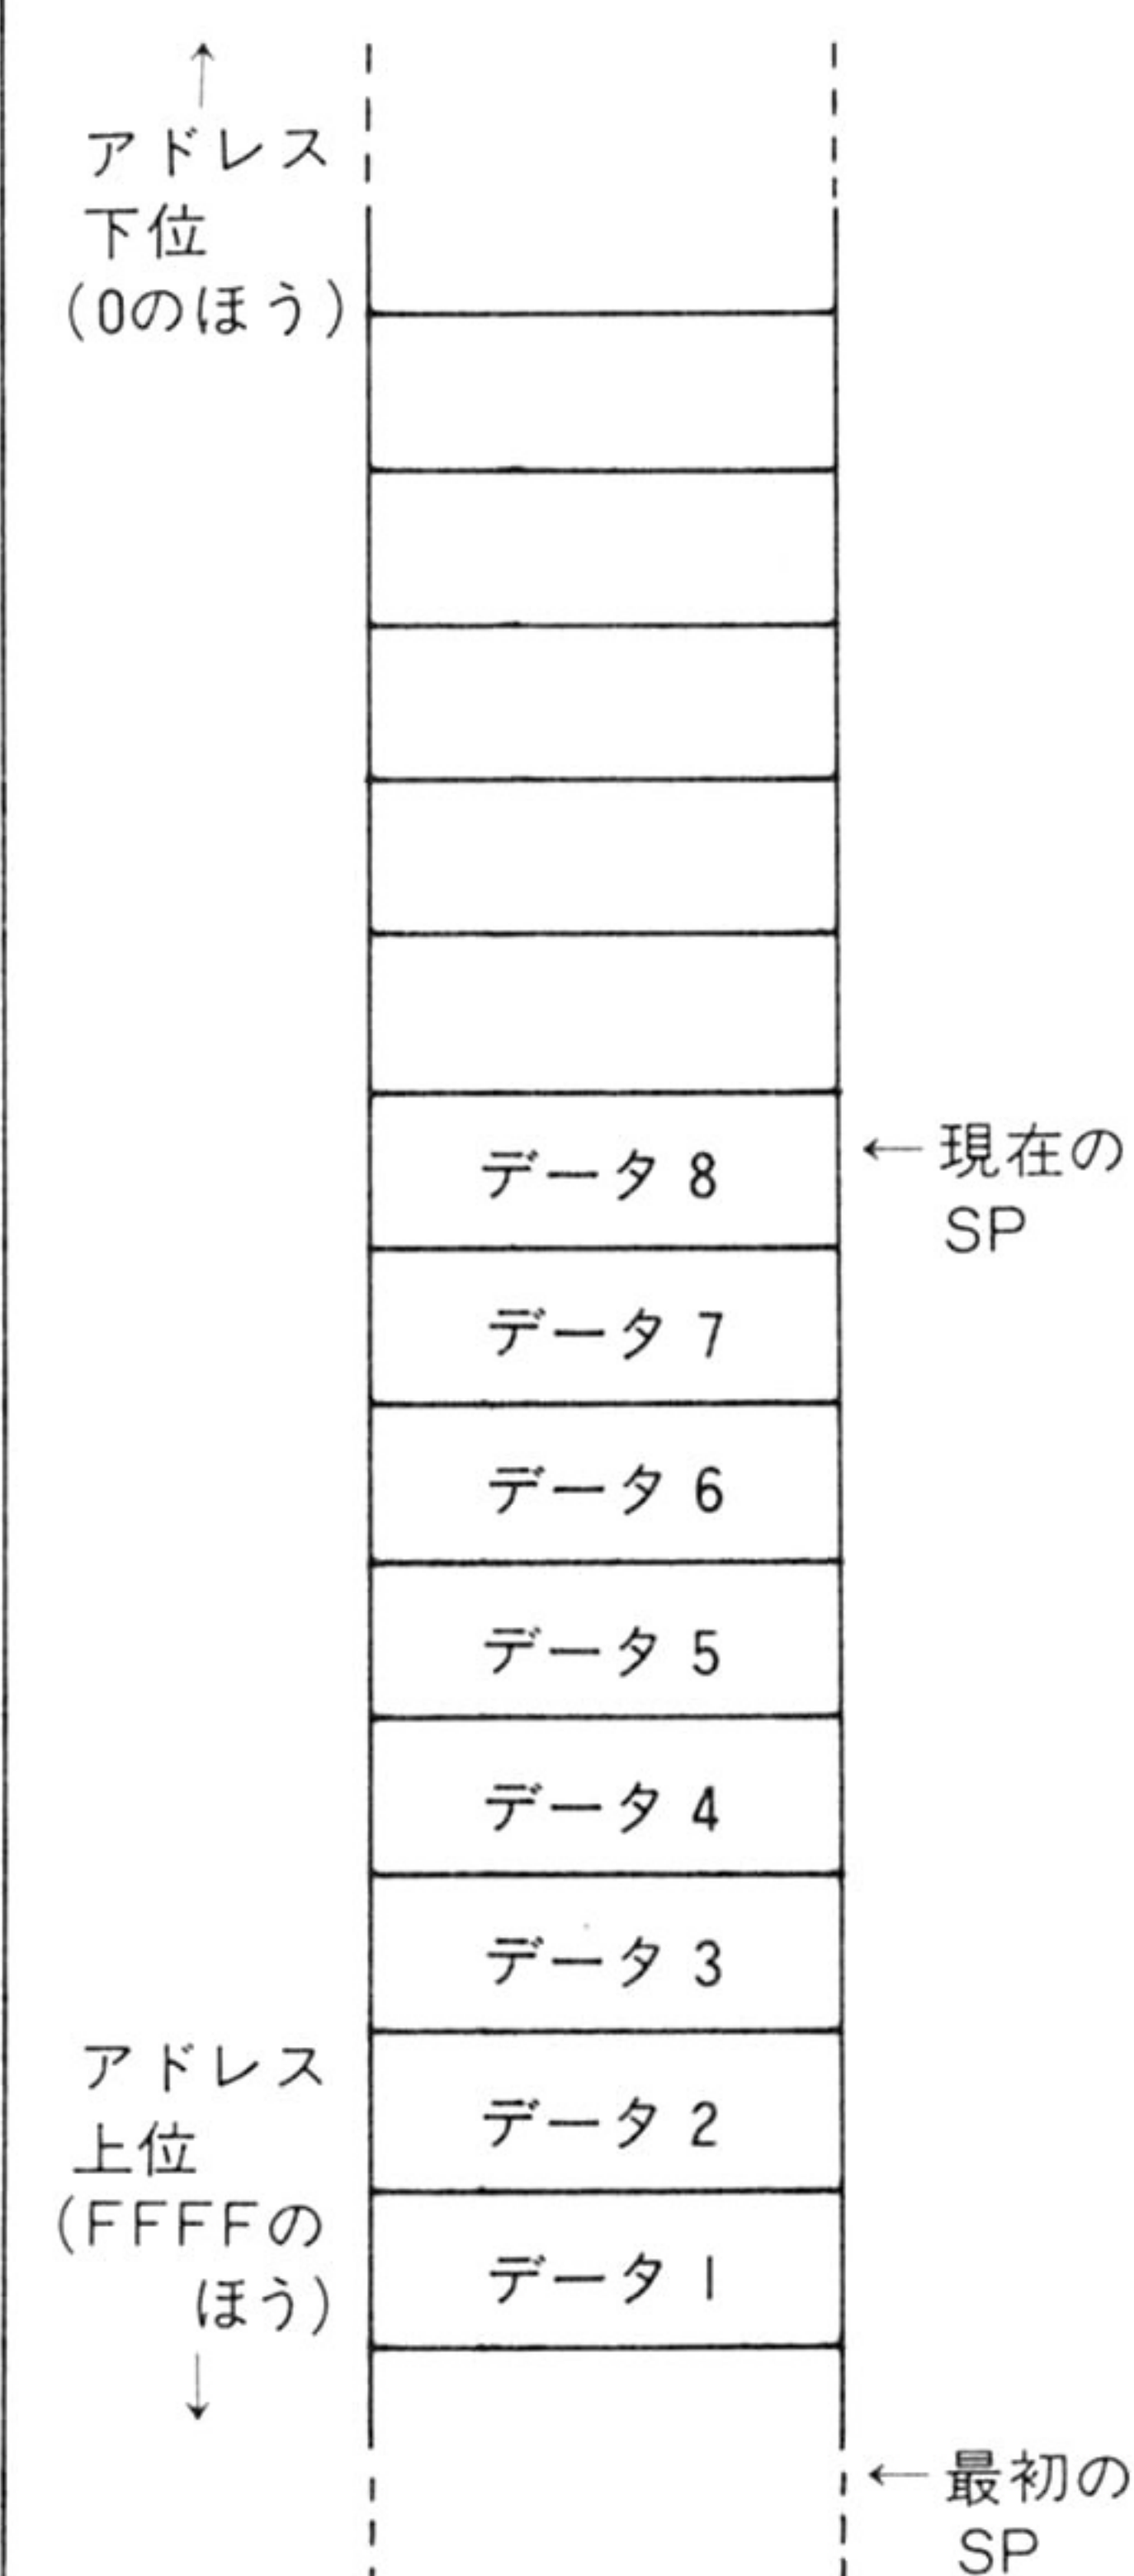 アドレス
下位
(0のほう)
データ 8
←現在の
SP
データ 7
データ 6
データ 5
データ 4
データ 3
アドレス
上位
(FFFFの
ほう)
データ 2
データ 1
←最初の
SP